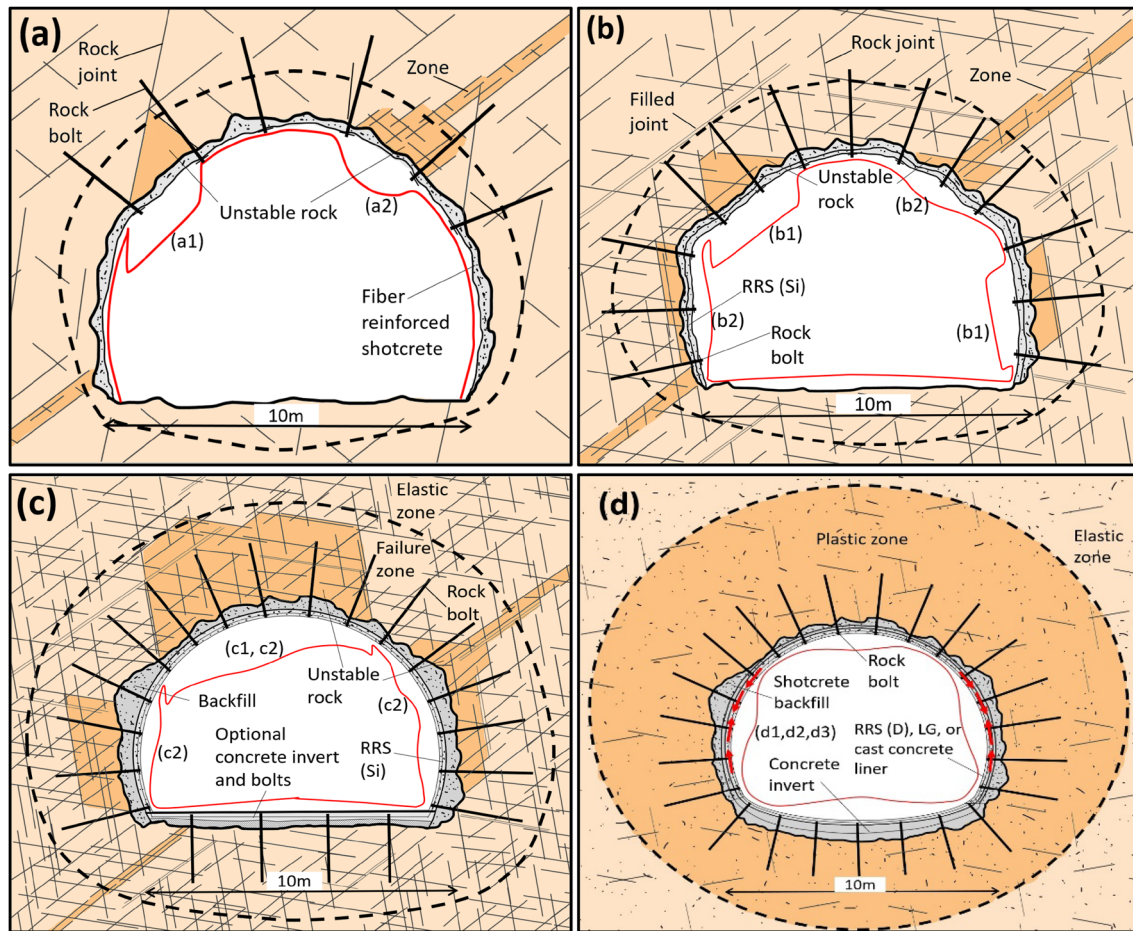 (a)
Rock
joint
Rock
bolt
Zone
Unstable rock
(a1)
(a2)
Fiber
reinforced
shotcrete
10m
(b)
Rock joint
Zone
Filled
joint
Unstable
rock
(b1)
(b2)
RRS (Si)
(b2)
(b1)
Rock
bolt
10m
(c)
Elastic
zone
Failure
zone
Rock
bolt
(c1, c2)
Unstable
rock
Backfill
(c2)
(c2)
Optional
concrete invert
and bolts
RRS
(Si)
10m
(d)
Plastic zone
Elastic
zone
Rock
bolt
Shotcrete
backfill
(d1,d2,d3)
RRS (D), LG, or
cast concrete
liner
Concrete
invert
10m